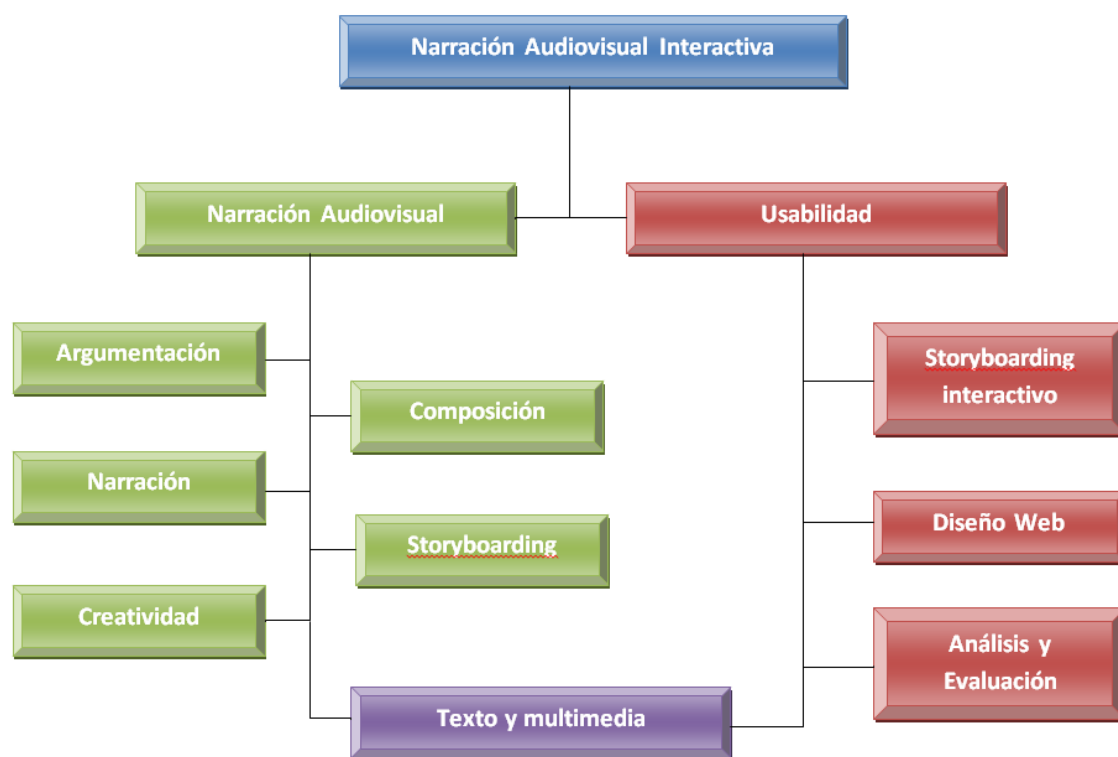 Narración Audiovisual Interactiva
Narración Audiovisual
Usabilidad
Argumentación
Composición
Narración
Storyboarding
Creatividad
Texto y multimedia
Storyboarding
interactivo
Diseño Web
Análisis y
Evaluación